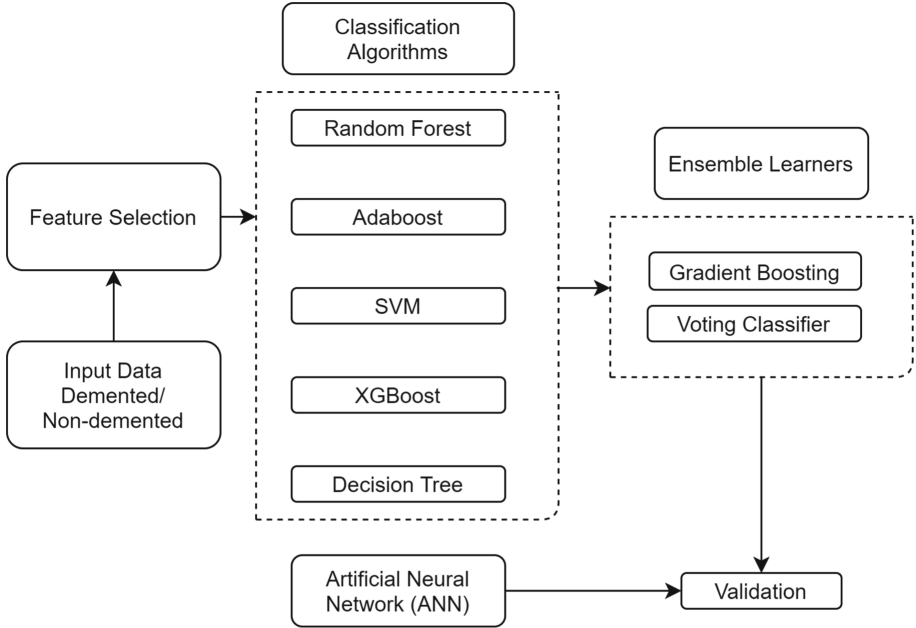 Classification
Algorithms
Random Forest
Adaboost
SVM
XGBoost
Decision Tree
Feature Selection
Input Data
Demented/
Non-demented
Ensemble Learners
Gradient Boosting
Voting Classifier
Artificial Neural
Network (ANN)
Validation